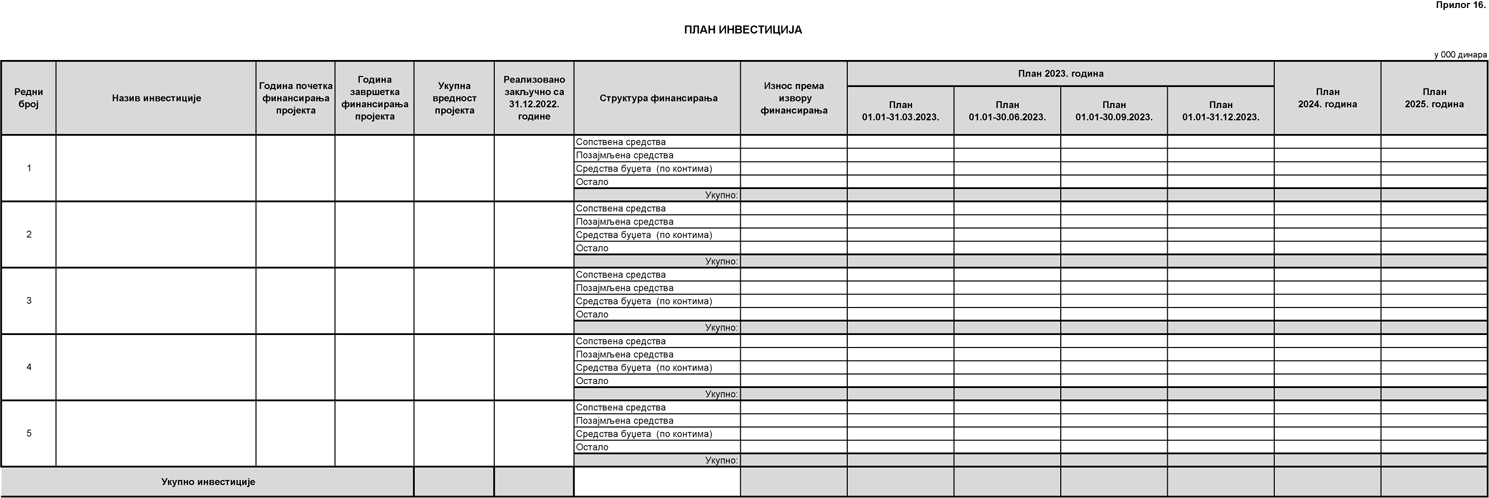 Прилог 16.
ПЛАН ИНВЕСТИЦИЈА
у 000 динара
Редни број
Назив инвестиције
Година почетка финансирања пројекта
Година завршетка финансирања пројекта
Укупна вредност пројекта
Реализовано закључно са 31.12.2022. године
Структура финансирања
Износ према извору финансирања
План 2023. година
План 01.01-31.03.2023.
План 01.01-30.06.2023.
План 01.01-30.09.2023.
План 01.01-31.12.2023.
План 2024. година
План 2025. година
1
Сопствена средства
Позајмљена средства
Средства буџета (по контима)
Остало
Укупно:
2
Сопствена средства
Позајмљена средства
Средства буџета (по контима)
Остало
Укупно:
3
Сопствена средства
Позајмљена средства
Средства буџета (по контима)
Остало
Укупно:
4
Сопствена средства
Позајмљена средства
Средства буџета (по контима)
Остало
Укупно:
5
Сопствена средства
Позајмљена средства
Средства буџета (по контима)
Остало
Укупно:
Укупно инвестиције